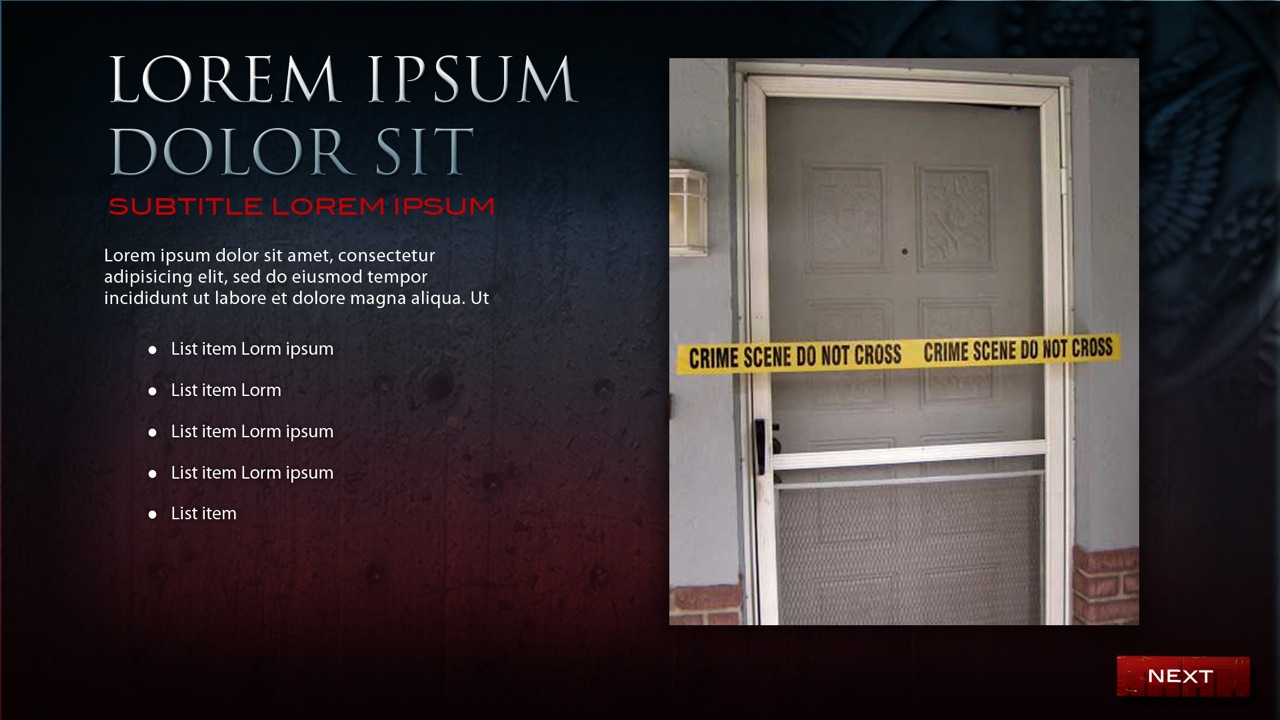 LOREM IPSUM
DOLOR SIT
SUBTITLE LOREM IPSUM
Lorem ipsum dolor sit amet, consectetur
adipisicing elit, sed do eiusmod tempor
incididunt ut labore et dolore magna aliqua. Ut
● List item Lorm ipsum
● List item Lorm
● List item Lorm ipsum
● List item Lorm ipsum
● List item
CRIME SCENE DO NOT CROSS CRIME SCENE DO NOT CROSS
NEXT